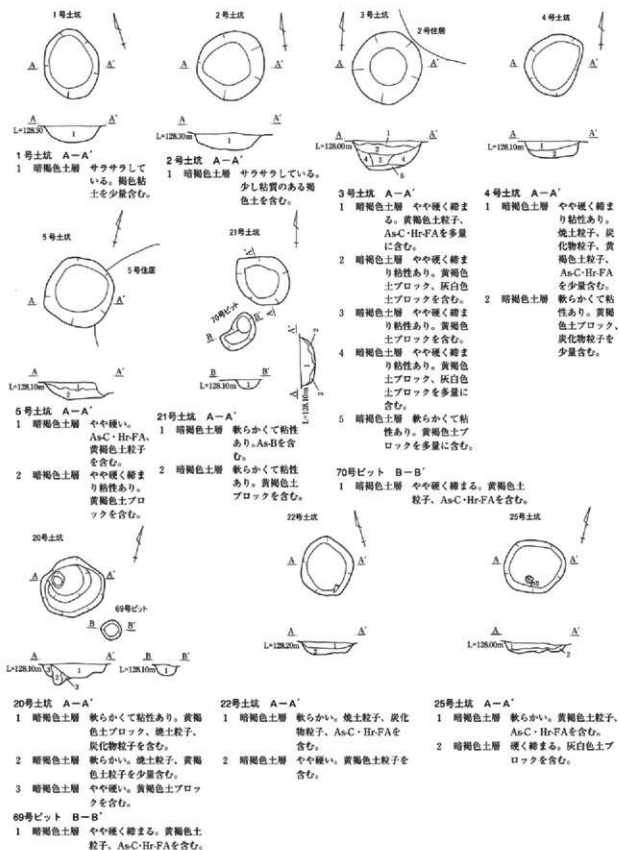 1号土坑
A A′
A A′
L=128.30
1
1号土坑 A－A′
1 暗褐色土層 サラサラして
いる。褐色粘
土を少量含む。
2号土坑
A A′
A A′
L=128.30m
1
2号土坑 A－A′
1 暗褐色土層 サラサラしている。
少し粘質のある褐
色土を含む。
3号土坑
2号住居
A A′
A A′
L=128.00m
1
2
4 3 4
5
3号土坑 A－A′
1 暗褐色土層 やや硬く締ま
る。黄褐色土粒子、
As-C・Hr-FAを多量
に含む。
2 暗褐色土層 やや硬く締ま
り粘性あり。黄褐色
土ブロック、灰白色
土ブロックを含む。
3 暗褐色土層 やや硬く締ま
り粘性あり。黄褐色
土ブロックを含む。
4 暗褐色土層 やや硬く締ま
り粘性あり。黄褐色
土ブロック、灰白色
土ブロックを多量に
含む。
5 暗褐色土層 軟らかくて粘
性あり。黄褐色土ブ
ロックを多量に含む。
4号土坑
A A′
A A′
L=128.10m
1
2
4号土坑 A－A′
1 暗褐色土層 やや硬く締ま
り粘性あり。
焼土粒子、炭
化物粒子、黄
褐色土粒子、
As-C・Hr-FA
を少量含む。
2 暗褐色土層 軟らかくて粘
性あり。黄褐
色土ブロック、
炭化物粒子を
少量含む。
5号土坑
5号住居
A A′
A A′
L=128.10m
1
2
5号土坑 A－A′
1 暗褐色土層 やや硬い。
As-C・Hr-FA、
黄褐色土粒子
を含む。
2 暗褐色土層 やや硬く締ま
り粘性あり。
黄褐色土ブロ
ックを含む。
21号土坑
A A′
70号ピット
B B′
B B′
L=128.10m
1
A A′
L=128.10m
1
2
2
21号土坑 A－A′
1 暗褐色土層 軟らかくて粘性
あり。As-Bを含
む。
2 暗褐色土層 軟らかくて粘性
あり。黄褐色土
ブロックを含む。
70号ピット B－B′
1 暗褐色土層 やや硬く締まる。黄褐色土
粒子、As-C・Hr-FAを含む。
20号土坑
A A′
69号ピット
B B′
A A′
L=128.10m
3 2 1
3
B B′
L=128.10m
1
20号土坑 A－A′
1 暗褐色土層 軟らかくて粘性あり。黄褐
色土ブロック、焼土粒子、
炭化物粒子を含む。
2 暗褐色土層 軟らかい。焼土粒子、黄褐
色土粒子を少量含む。
3 暗褐色土層 やや硬い。黄褐色土ブロッ
クを含む。
69号ピット B－B′
1 暗褐色土層 やや硬く締まる。黄褐色土
粒子、As-C・Hr-FAを含む。
22号土坑
A A′
A A′
L=128.20m
1
2
22号土坑 A－A′
1 暗褐色土層 軟らかい。焼土粒子、炭化
物粒子、As-C・Hr-FAを
含む。
2 暗褐色土層 やや硬い。黄褐色土粒子を
含む。
25号土坑
A A′
A A′
L=128.00m
1
2
25号土坑 A－A′
1 暗褐色土層 軟らかい。黄褐色土粒子、
As-C・Hr-FAを含む。
2 暗褐色土層 硬く締まる。灰白色土ブ
ロックを含む。